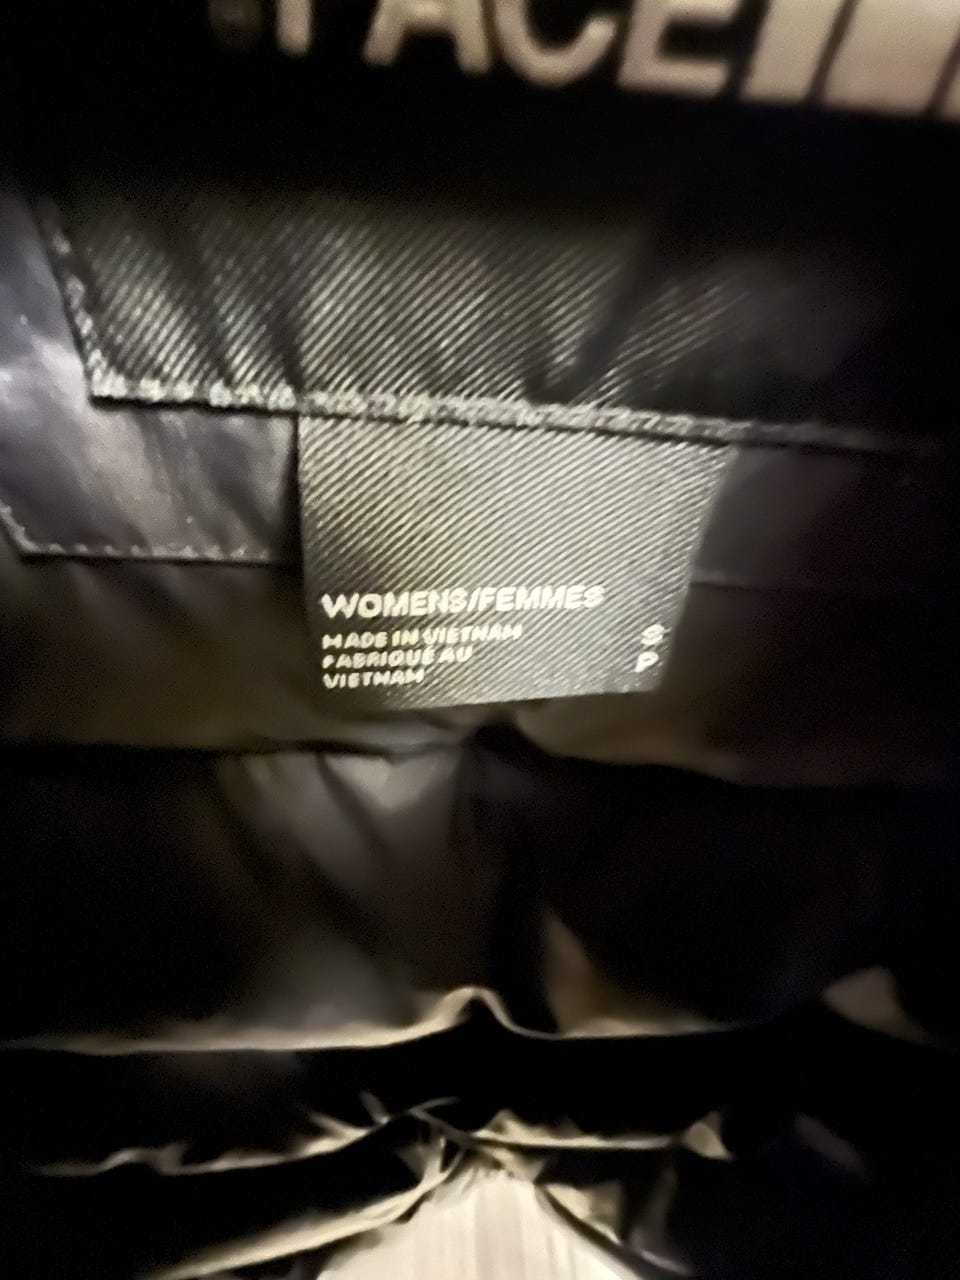 FACE
WOMENS/FEMMES
MADE IN VIETNAM
FABRIQUÉ AU
VIETNAM
S
P